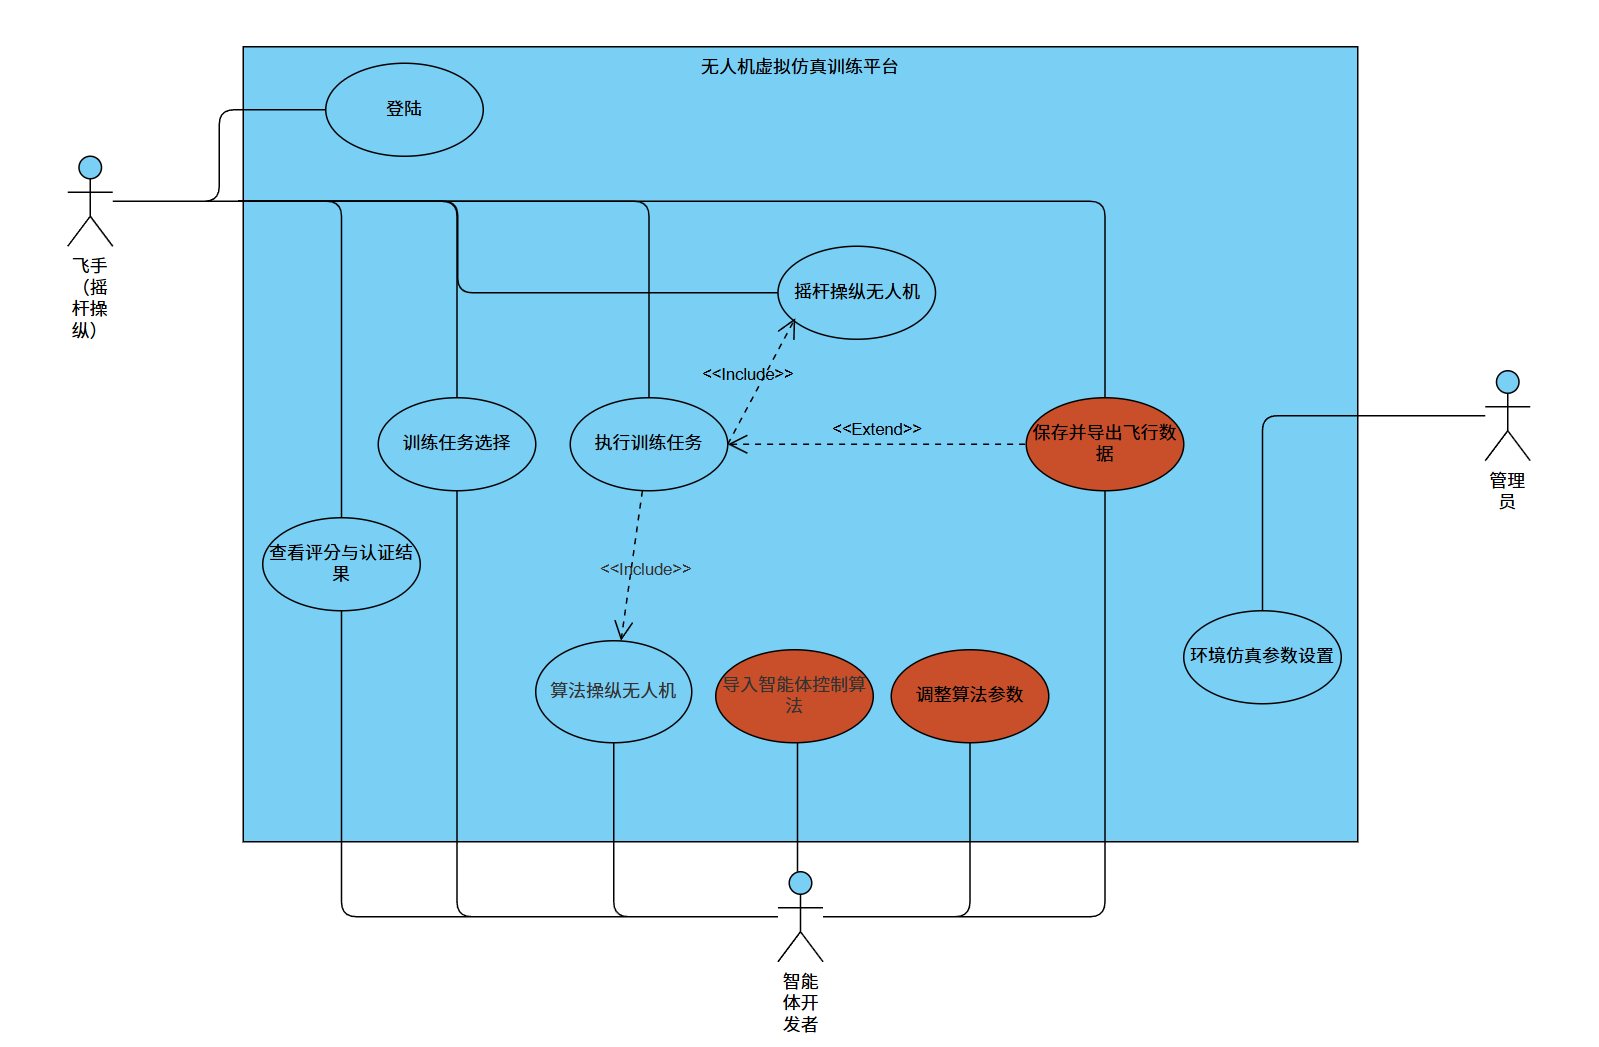 无人机虚拟仿真训练平台
登陆
飞手
（摇
杆操
纵）
摇杆操纵无人机
<<Include>>
<<Extend>>
训练任务选择
执行训练任务
保存并导出飞行数
据
管理
员
查看评分与认证结
果
<<Include>>
环境仿真参数设置
算法操纵无人机
导入智能体控制算
法
调整算法参数
智能
体开
发者